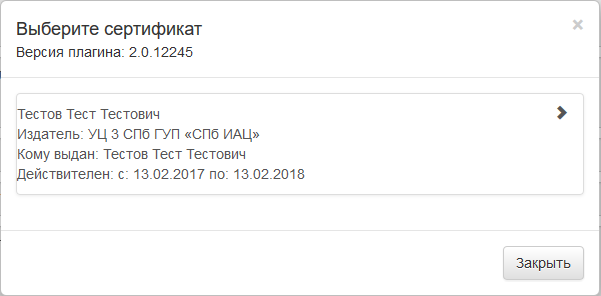 Выберите сертификат
Версия плагина: 2.0.12245
Тестов Тест Тестович
Издатель: УЦ 3 СПб ГУП «СПб ИАЦ»
Кому выдан: Тестов Тест Тестович
Действителен: с: 13.02.2017 по: 13.02.2018
Закрыть